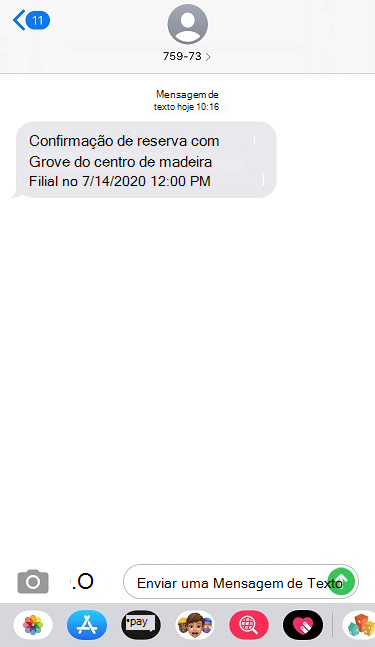 11
759-73 >
Mensagem de
texto hoje 10:16
Confirmação de reserva com
Grove do centro de madeira
Filial no 7/14/2020 12:00 PM
.O
Enviar uma Mensagem de Texto
•pay